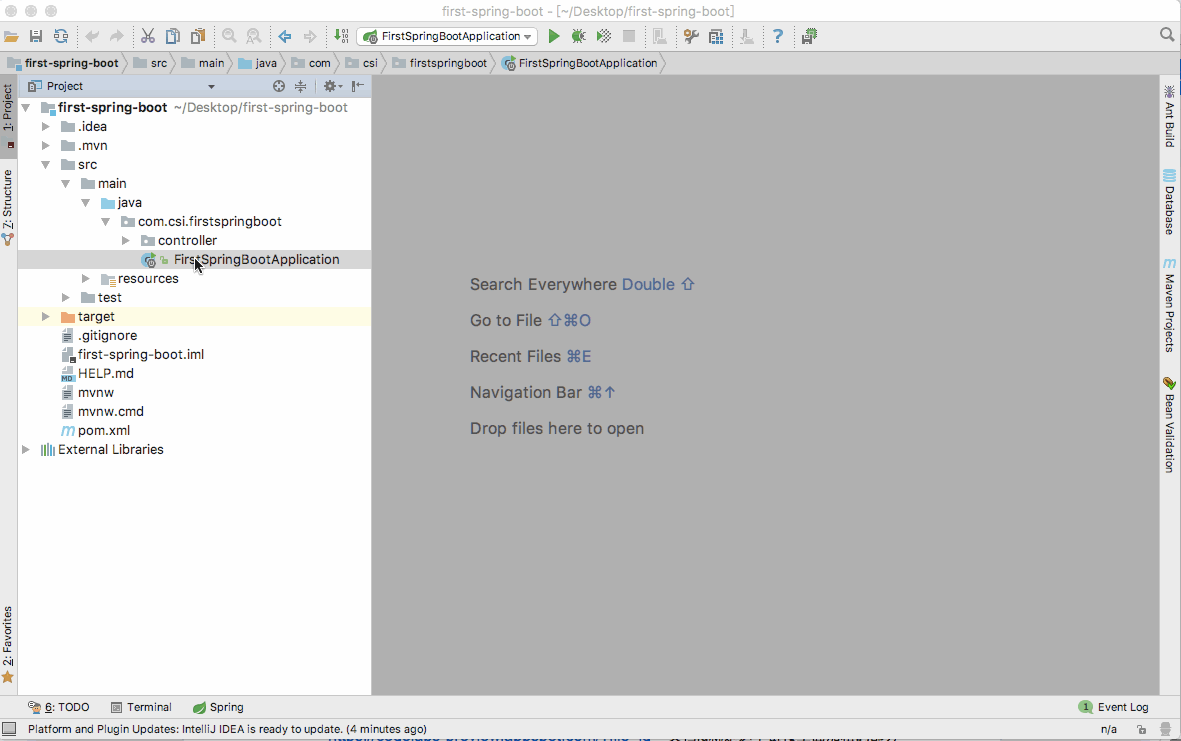 first-spring-boot - [~/Desktop/first-spring-boot]
FirstSpringBootApplication
first-spring-boot src main java com csi firstspringboot FirstSpringBootApplication
1: Project
Z: Structure
2: Favorites
Project
first-spring-boot ~/Desktop/first-spring-boot
.idea
.mvn
src
main
java
com.csi.firstspringboot
controller
FirstSpringBootApplication
resources
test
target
.gitignore
first-spring-boot.iml
HELP.md
mvnw
mvnw.cmd
pom.xml
External Libraries
Search Everywhere Double ⇧
Go to File ⇧⌘O
Recent Files ⌘E
Navigation Bar ⌘↑
Drop files here to open
Ant Build
Database
Maven Projects
Bean Validation
6: TODO Terminal Spring 1 Event Log
Platform and Plugin Updates: IntelliJ IDEA is ready to update. (4 minutes ago) n/a